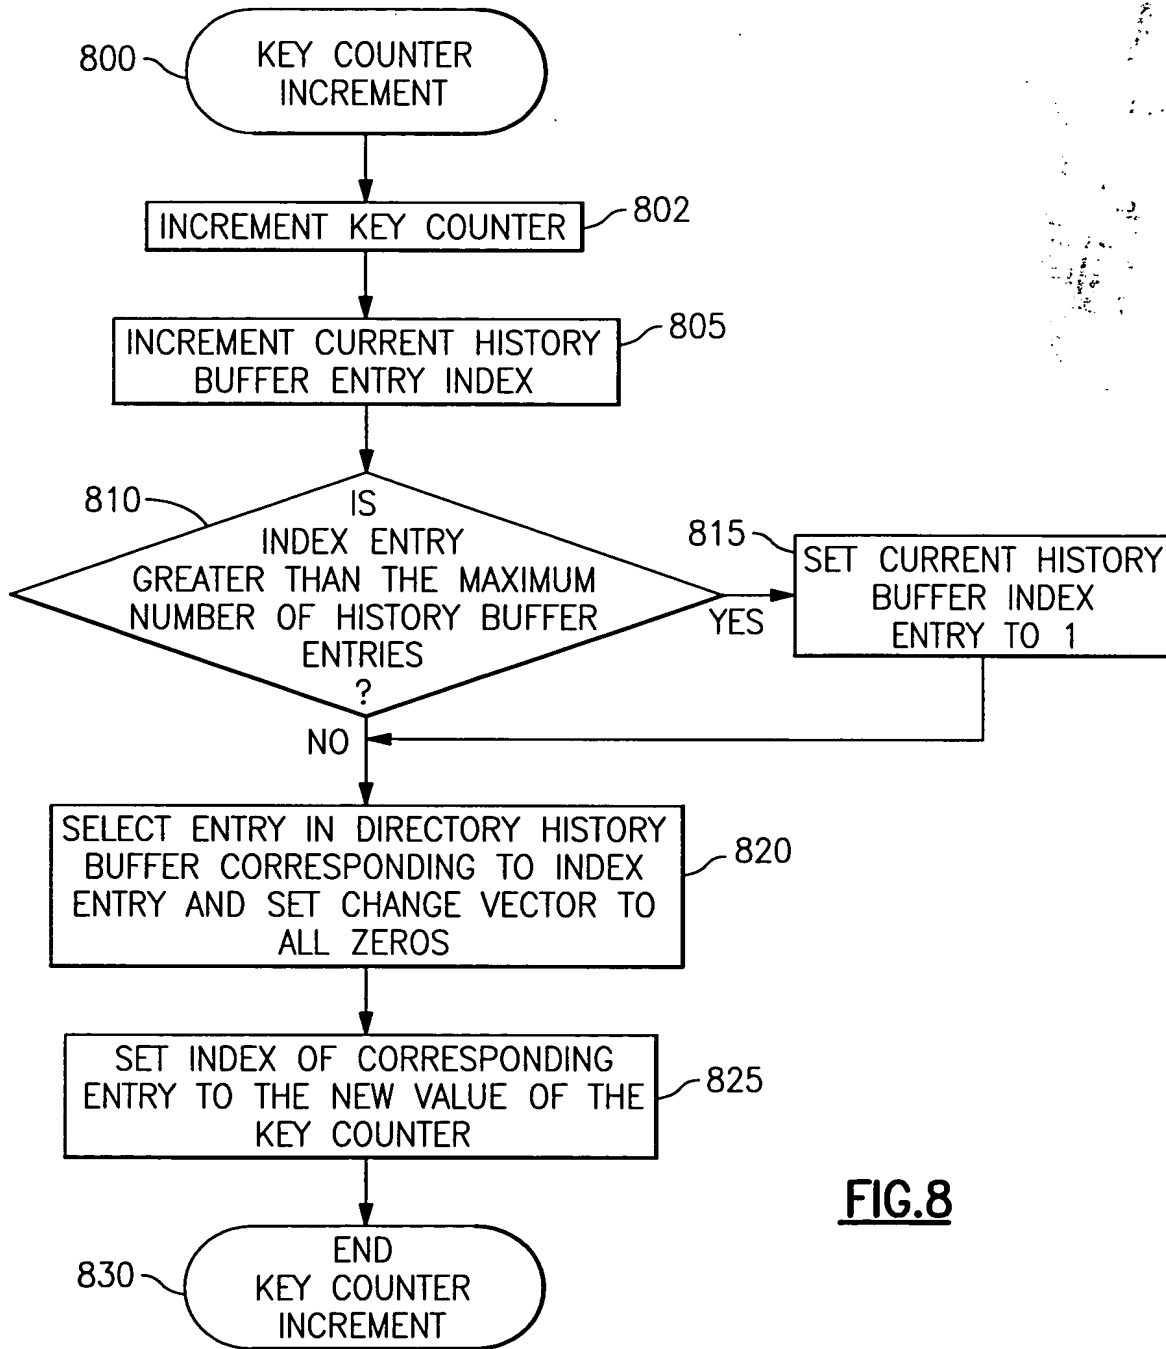 800
KEY COUNTER
INCREMENT
INCREMENT KEY COUNTER
802
INCREMENT CURRENT HISTORY
BUFFER ENTRY INDEX
805
810
IS
INDEX ENTRY
GREATER THAN THE MAXIMUM
NUMBER OF HISTORY BUFFER
ENTRIES
?
YES
815
SET CURRENT HISTORY
BUFFER INDEX
ENTRY TO 1
NO
SELECT ENTRY IN DIRECTORY HISTORY
BUFFER CORRESPONDING TO INDEX
ENTRY AND SET CHANGE VECTOR TO
ALL ZEROS
820
SET INDEX OF CORRESPONDING
ENTRY TO THE NEW VALUE OF THE
KEY COUNTER
825
830
END
KEY COUNTER
INCREMENT
FIG.8